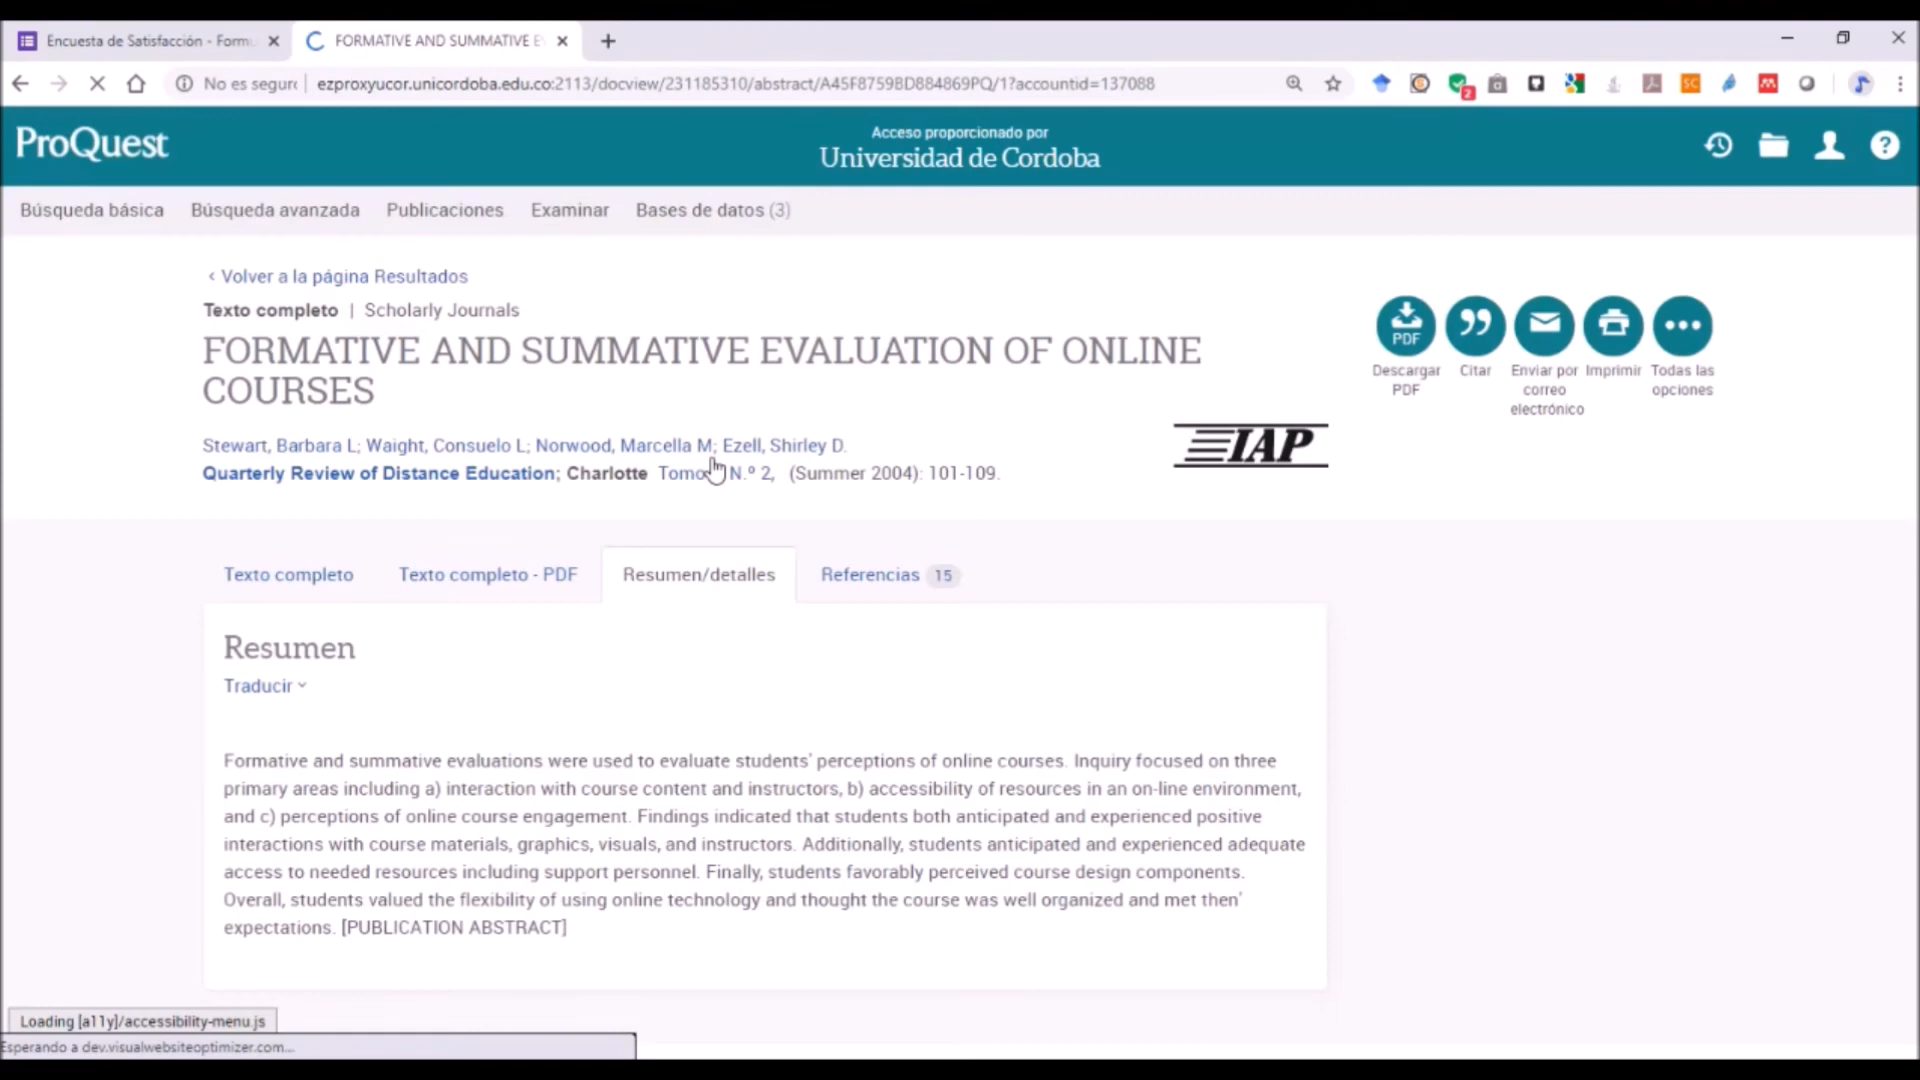 Encuesta de Satisfacción - Formu
FORMATIVE AND SUMMATIVE E
No es segur
ezproxyucor.unicordoba.edu.co:2113/docview/231185310/abstract/A45F8759BD884869PQ/1?accountid=137088
2
SC
ProQuest
Acceso proporcionado por
Universidad de Cordoba
?
Búsqueda básica
Búsqueda avanzada
Publicaciones
Examinar
Bases de datos (3)
< Volver a la página Resultados
Texto completo | Scholarly Journals
FORMATIVE AND SUMMATIVE EVALUATION OF ONLINE
COURSES
PDF
Descargar
PDF
Citar
Enviar por
correo
electrónico
Imprimir
Todas las
opciones
Stewart, Barbara L; Waight, Consuelo L; Norwood, Marcella M; Ezell, Shirley D.
IAP
Quarterly Review of Distance Education; Charlotte Tomo N.º 2, (Summer 2004): 101-109.
Texto completo
Texto completo - PDF
Resumen/detalles
Referencias 15
Resumen
Traducir
Formative and summative evaluations were used to evaluate students' perceptions of online courses. Inquiry focused on three
primary areas including a) interaction with course content and instructors, b) accessibility of resources in an on-line environment,
and c) perceptions of online course engagement. Findings indicated that students both anticipated and experienced positive
interactions with course materials, graphics, visuals, and instructors. Additionally, students anticipated and experienced adequate
access to needed resources including support personnel. Finally, students favorably perceived course design components.
Overall, students valued the flexibility of using online technology and thought the course was well organized and met then'
expectations. [PUBLICATION ABSTRACT]
Loading [a11y]/accessibility-menu.js
Esperando a dev.visualwebsiteoptimizer.com...